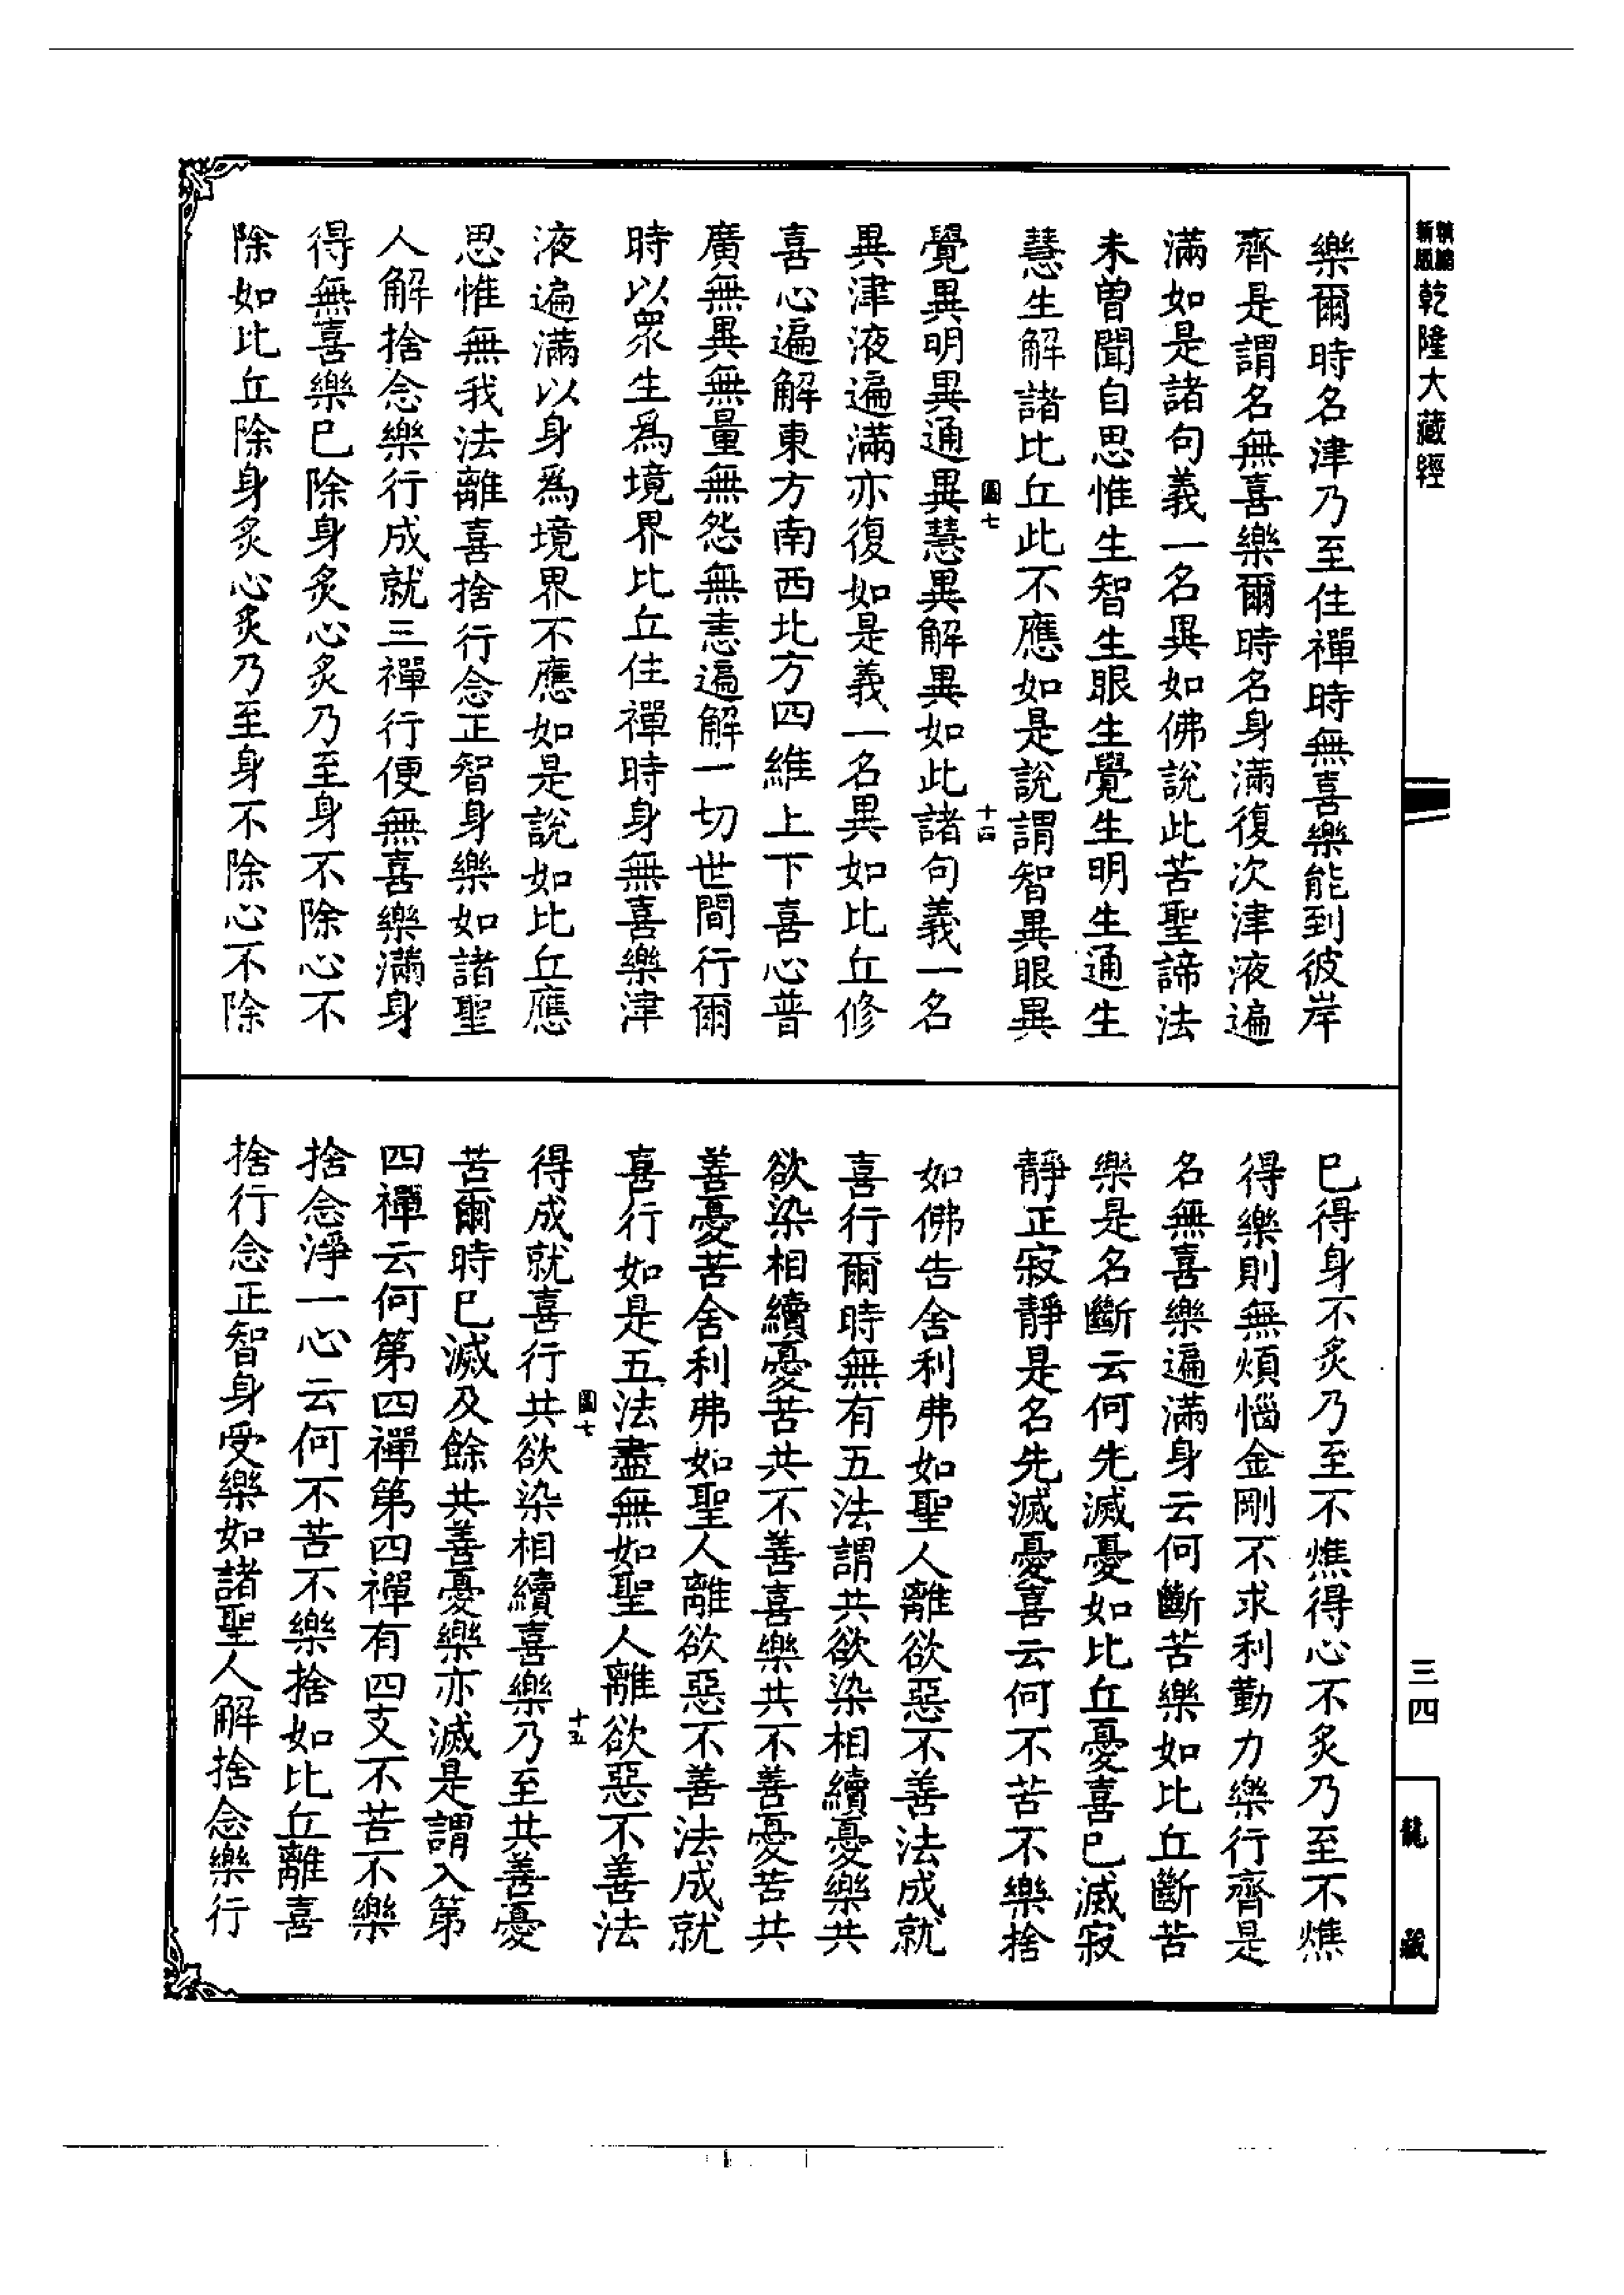 新版
縮編
乾隆大藏經
樂爾時名津乃至住禪時無喜樂能到彼岸
齊是謂名無喜樂爾時名身滿復次津液遍
滿如是諸句義一名異如佛說此苦聖諦法
未曾聞自思惟生智生眼生覺生明生通生
慧生解諸比丘此不應如是說謂智異眼異
圖七
十四
覺異明異通異慧異解異如此諸句義一名
異津液遍滿亦復如是義一名異如比丘修
喜心遍解東方南西北方四維上下喜心普
廣無異無量無怨無恚遍解一切世間行爾
時以眾生爲境界比丘住禪時身無喜樂津
液遍滿以身爲境界不應如是說如比丘應
思惟無我法離喜捨行念正智身樂如諸聖
人解捨念樂行成就三禪行便無喜樂滿身
得無喜樂已除身炙心炙乃至身不除心不
除如比丘除身炙心炙乃至身不除心不除
已得身不炙乃至不燋得心不炙乃至不燋
得樂則無煩惱金剛不求利勤力樂行齊是
名無喜樂遍滿身云何斷苦樂如比丘斷苦
樂是名斷云何先滅憂如比丘憂喜已滅寂
靜正寂靜是名先滅憂喜云何不苦不樂捨
如佛告舍利弗如聖人離欲惡不善法成就
喜行爾時無有五法謂共欲染相續憂樂共
欲染相續憂苦共不善喜樂共不善憂苦共
善憂苦舍利弗如聖人離欲惡不善法成就
喜行如是五法盡無如聖人離欲惡不善法
圖七
十五
得成就喜行共欲染相續喜樂乃至共善憂
苦爾時已滅及餘共善憂樂亦滅是謂入第
四禪云何第四禪第四禪有四支不苦不樂
捨念淨一心云何不苦不樂捨如比丘離喜
捨行念正智身受樂如諸聖人解捨念樂行
三四
龍藏